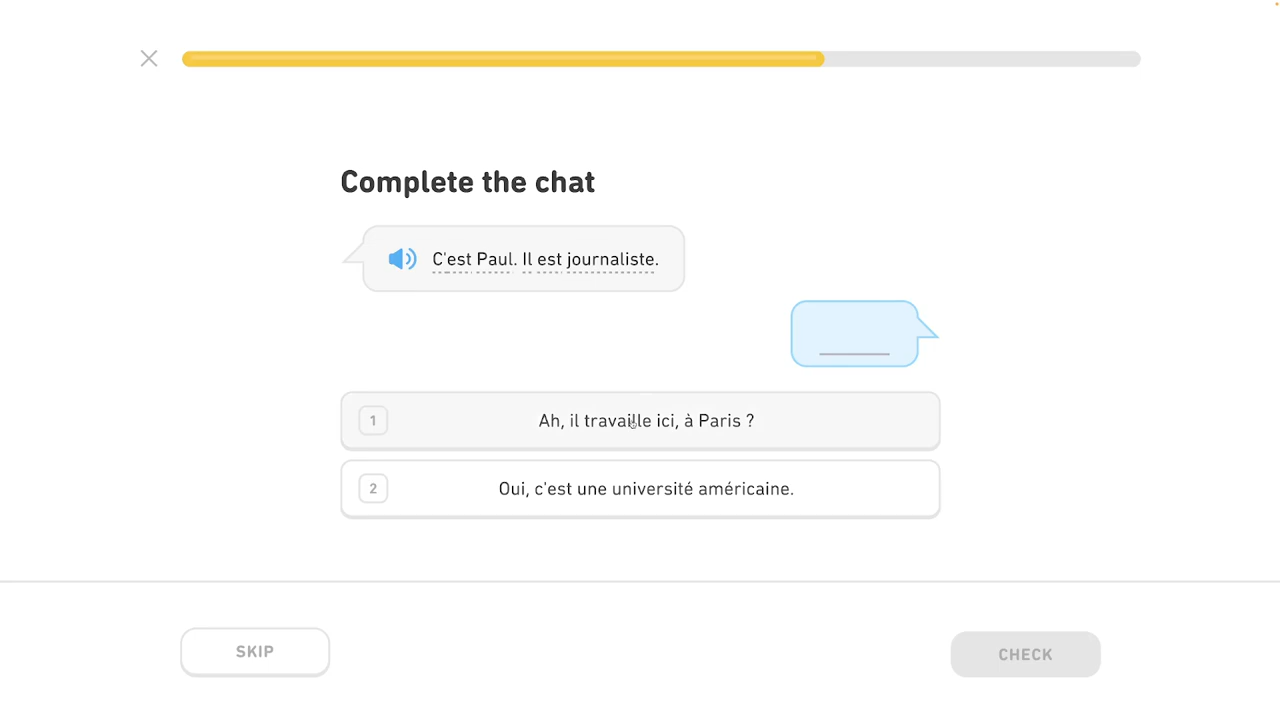 Complete the chat
C'est Paul. Il est journaliste.
1 Ah, il travaille ici, à Paris ?
2 Oui, c'est une université américaine.
SKIP
CHECK